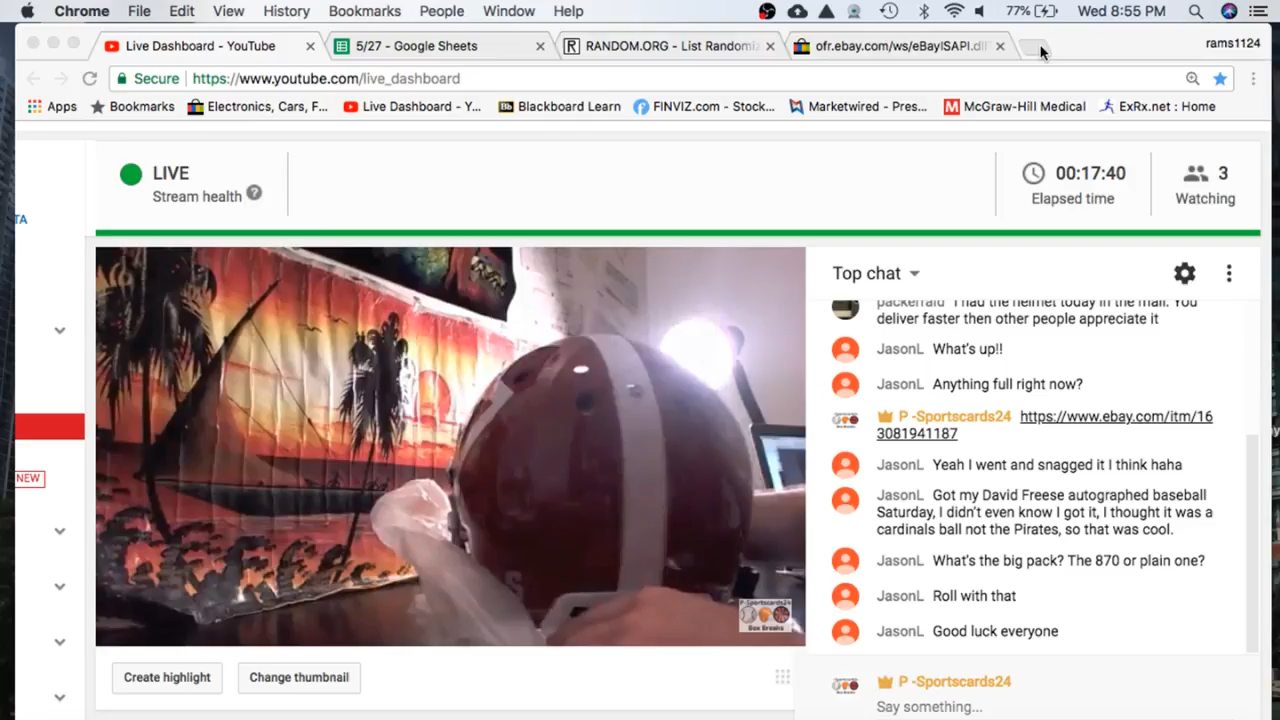 Chrome File Edit View History Bookmarks People Window Help 77% Wed 8:55 PM
Live Dashboard - YouTube 5/27 - Google Sheets RANDOM.ORG - List Randomiz ofr.ebay.com/ws/eBayISAPI.dll rams1124
Secure https://www.youtube.com/live_dashboard
Apps Bookmarks Electronics, Cars, F... Live Dashboard - Y... Blackboard Learn FINVIZ.com - Stock... Marketwired - Pres... McGraw-Hill Medical ExRx.net : Home
LIVE
Stream health ?
00:17:40
Elapsed time
3
Watching
TA
NEW
Top chat
packerfald I had the helmet today in the mail. You
deliver faster then other people appreciate it
JasonL What's up!!
JasonL Anything full right now?
P -Sportscards24 https://www.ebay.com/itm/16
3081941187
JasonL Yeah I went and snagged it I think haha
JasonL Got my David Freese autographed baseball
Saturday, I didn't even know I got it, I thought it was a
cardinals ball not the Pirates, so that was cool.
JasonL What's the big pack? The 870 or plain one?
JasonL Roll with that
JasonL Good luck everyone
P -Sportscards24
Say something...
P-Sportscards24
Box Breaks
Create highlight
Change thumbnail